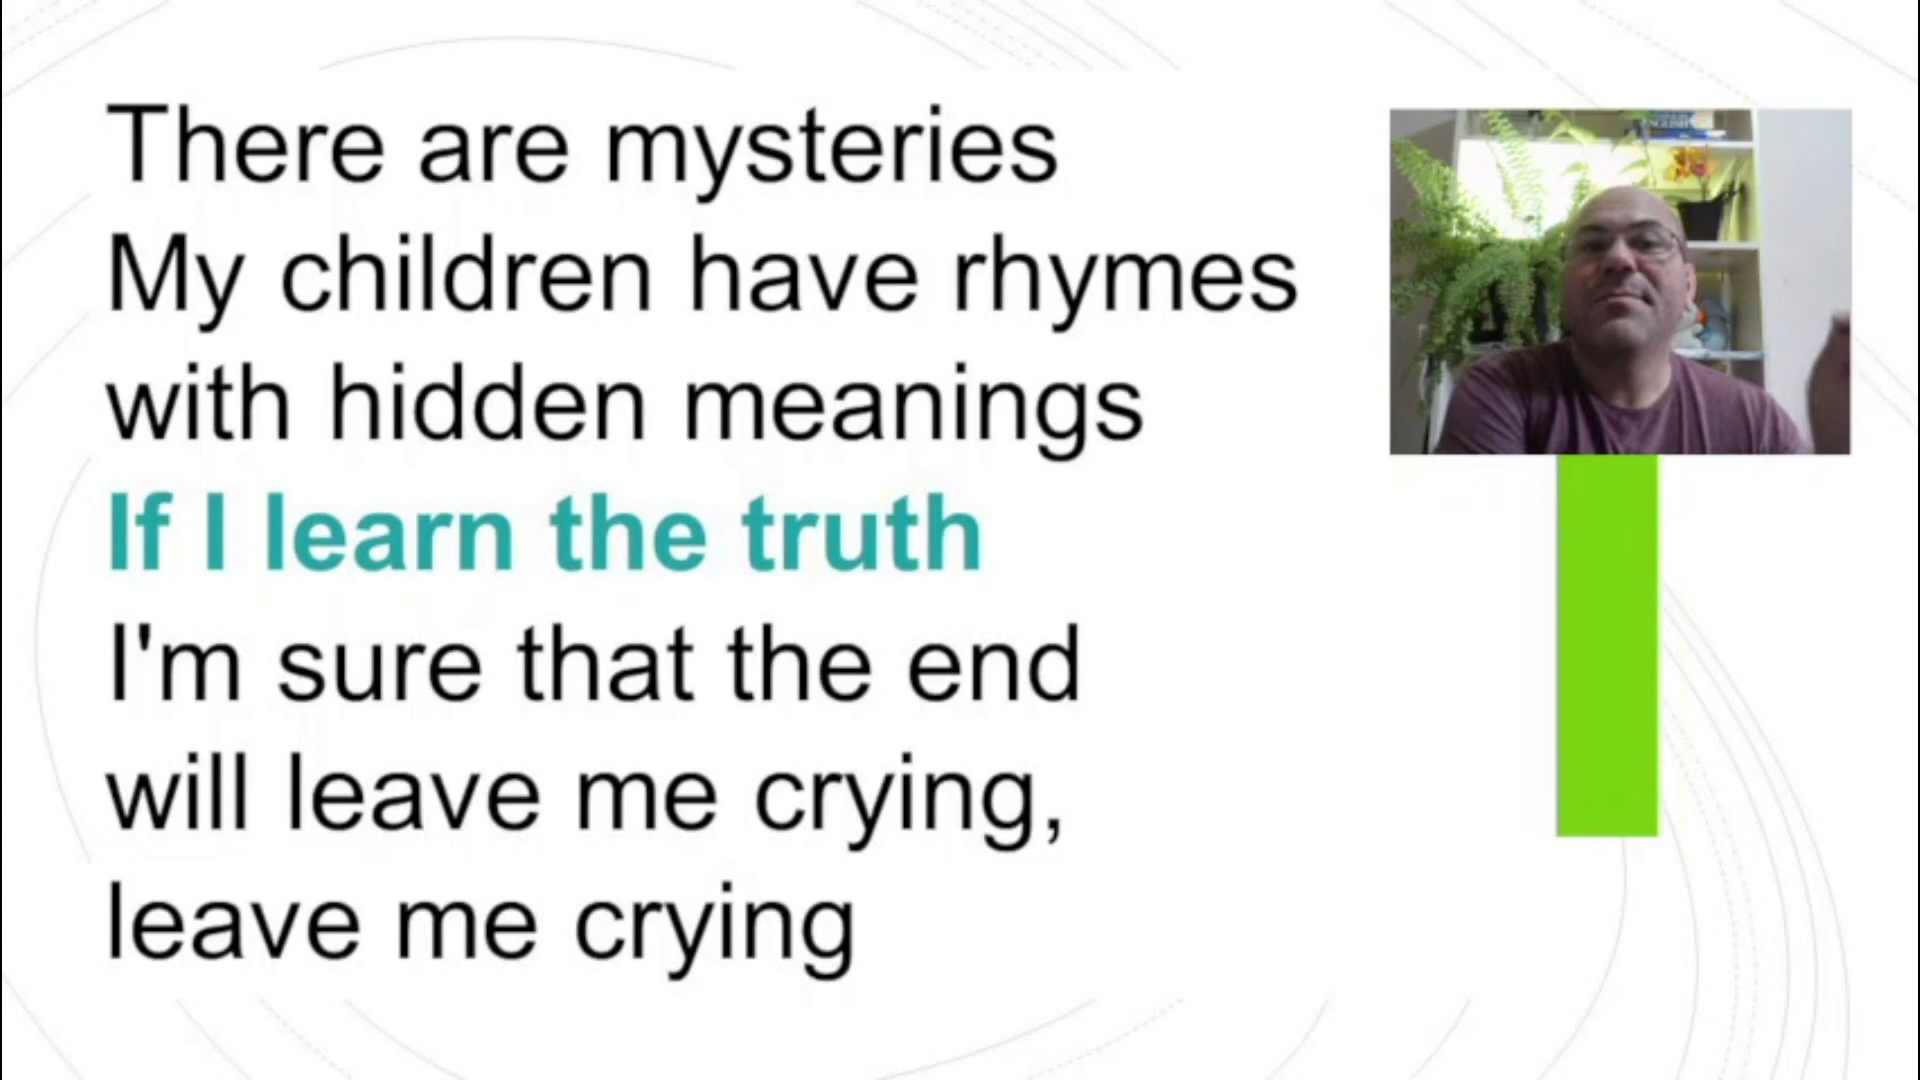 There are mysteries
My children have rhymes
with hidden meanings
If I learn the truth
I'm sure that the end
will leave me crying,
leave me crying
ENGLISH